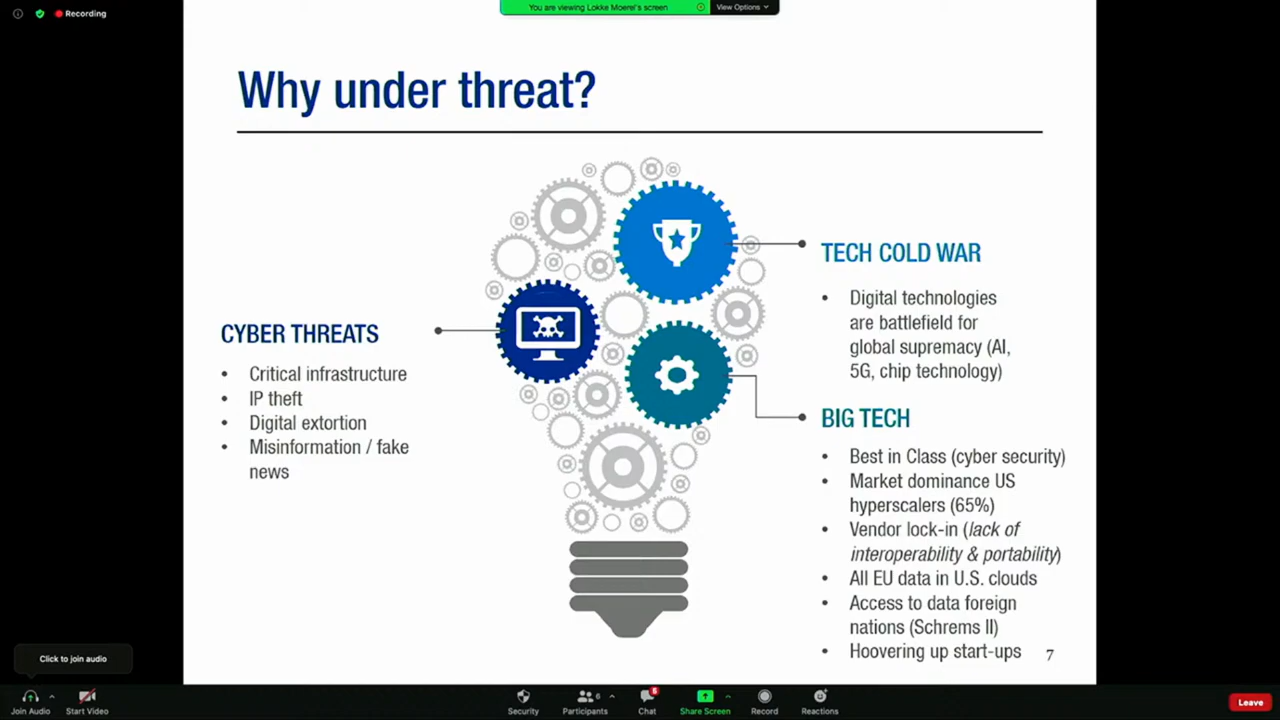 Recording
You are viewing Lokke Moerel's screen
View Options
Why under threat?
CYBER THREATS
• Critical infrastructure
• IP theft
• Digital extortion
• Misinformation / fake
news
TECH COLD WAR
• Digital technologies
are battlefield for
global supremacy (AI,
5G, chip technology)
BIG TECH
• Best in Class (cyber security)
• Market dominance US
hyperscalers (65%)
• Vendor lock-in (lack of
interoperability & portability)
• All EU data in U.S. clouds
• Access to data foreign
nations (Schrems II)
• Hoovering up start-ups
7
Click to join audio
Join Audio
Start Video
Security
6
Participants
Chat
Share Screen
Record
Reactions
Leave